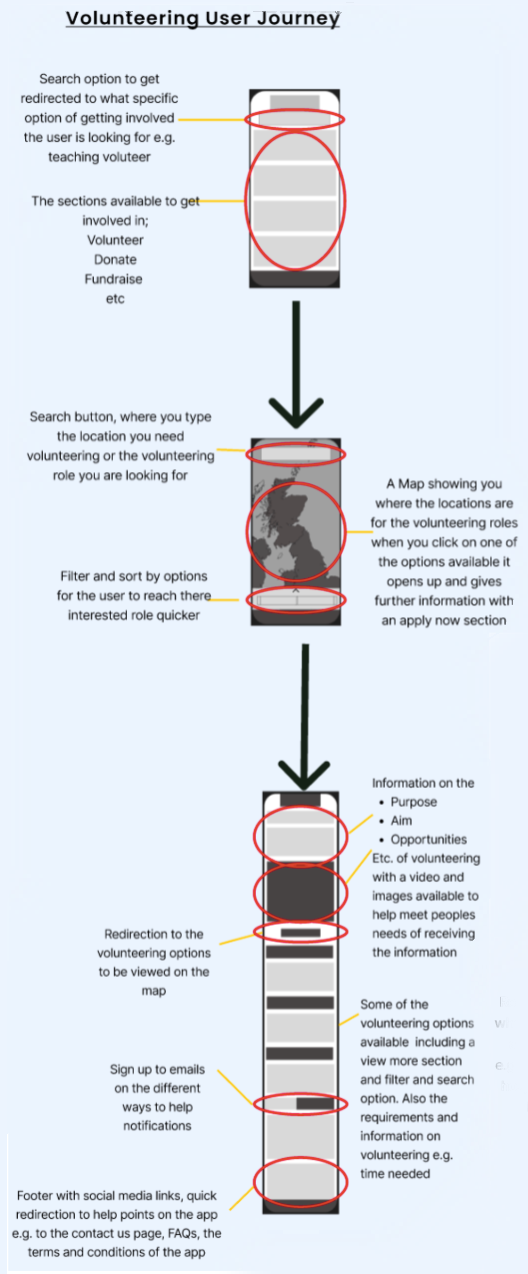 Volunteering User Journey
Search option to get
redirected to what specific
option of getting involved
the user is looking for e.g.
teaching voluteer
The sections available to get
involved in;
Volunteer
Donate
Fundraise
etc
Search button, where you type
the location you need
volunteering or the volunteering
role you are looking for
A Map showing you
where the locations are
for the volunteering roles
when you click on one of
the options available it
opens up and gives
further information with
an apply now section
Filter and sort by options
for the user to reach there
interested role quicker
Information on the
• Purpose
• Aim
• Opportunities
Etc. of volunteering
with a video and
images available to
help meet peoples
needs of receiving
the information
Redirection to the
volunteering options
to be viewed on the
map
Some of the
volunteering options
available including a
view more section
and filter and search
option. Also the
requirements and
information on
volunteering e.g.
time needed
Sign up to emails
on the different
ways to help
notifications
Footer with social media links, quick
redirection to help points on the app
e.g. to the contact us page, FAQs, the
terms and conditions of the app